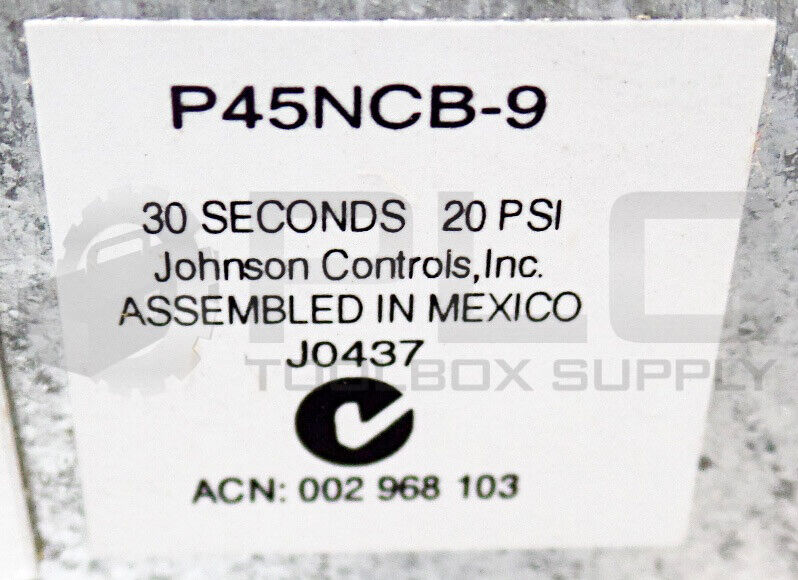 P45NCB-9
30 SECONDS 20 PSI
Johnson Controls,Inc.
ASSEMBLED IN MEXICO
J0437
ACN: 002 968 103
PLC
TOOLBOX SUPPLY